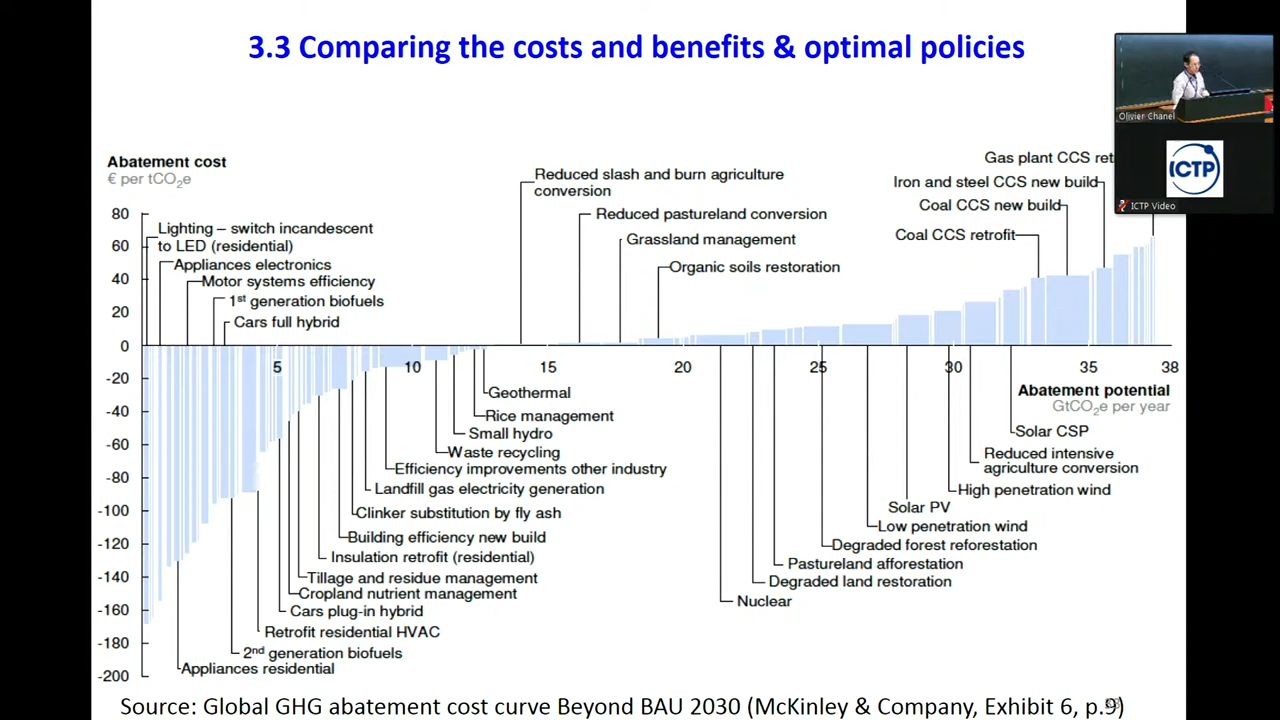 3.3 Comparing the costs and benefits & optimal policies
Olivier Chanel
ICTP
ICTP Video
Abatement cost
€ per tCO2e
80
60
40
20
0
-20
-40
-60
-80
-100
-120
-140
-160
-180
-200
Lighting – switch incandescent
to LED (residential)
Appliances electronics
Motor systems efficiency
1st generation biofuels
Cars full hybrid
Reduced slash and burn agriculture
conversion
Reduced pastureland conversion
Grassland management
Organic soils restoration
Gas plant CCS ret
Iron and steel CCS new build
Coal CCS new build
Coal CCS retrofit
5
10
15
20
25
30
35
38
Abatement potential
GtCO2e per year
Geothermal
Rice management
Small hydro
Waste recycling
Efficiency improvements other industry
Landfill gas electricity generation
Clinker substitution by fly ash
Building efficiency new build
Insulation retrofit (residential)
Tillage and residue management
Cropland nutrient management
Cars plug-in hybrid
Retrofit residential HVAC
2nd generation biofuels
Appliances residential
Solar CSP
Reduced intensive
agriculture conversion
High penetration wind
Solar PV
Low penetration wind
Degraded forest reforestation
Pastureland afforestation
Degraded land restoration
Nuclear
Source: Global GHG abatement cost curve Beyond BAU 2030 (McKinley & Company, Exhibit 6, p.9)